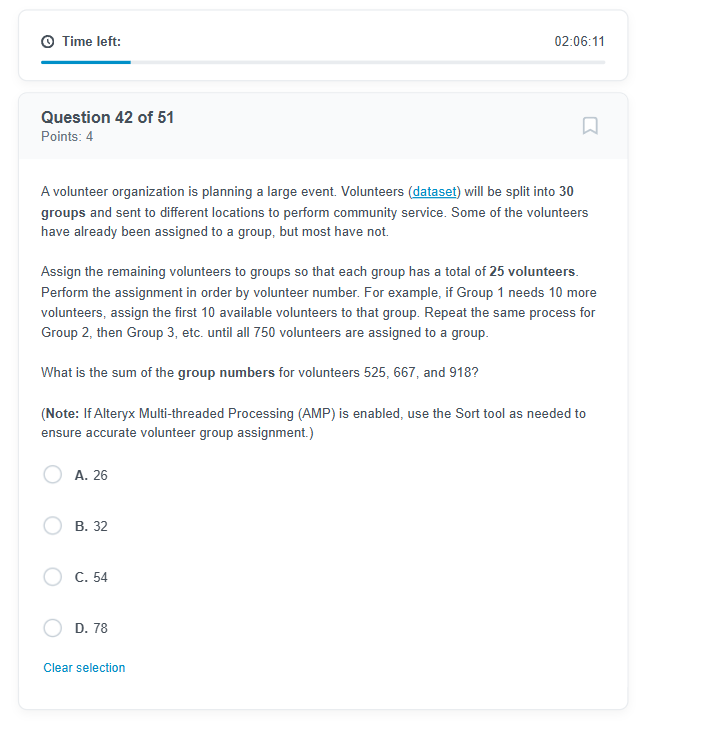 Time left:
02:06:11
Question 42 of 51
Points: 4
A volunteer organization is planning a large event. Volunteers (dataset) will be split into 30
groups and sent to different locations to perform community service. Some of the volunteers
have already been assigned to a group, but most have not.
Assign the remaining volunteers to groups so that each group has a total of 25 volunteers.
Perform the assignment in order by volunteer number. For example, if Group 1 needs 10 more
volunteers, assign the first 10 available volunteers to that group. Repeat the same process for
Group 2, then Group 3, etc. until all 750 volunteers are assigned to a group.
What is the sum of the group numbers for volunteers 525, 667, and 918?
(Note: If Alteryx Multi-threaded Processing (AMP) is enabled, use the Sort tool as needed to
ensure accurate volunteer group assignment.)
A. 26
B. 32
C. 54
D. 78
Clear selection